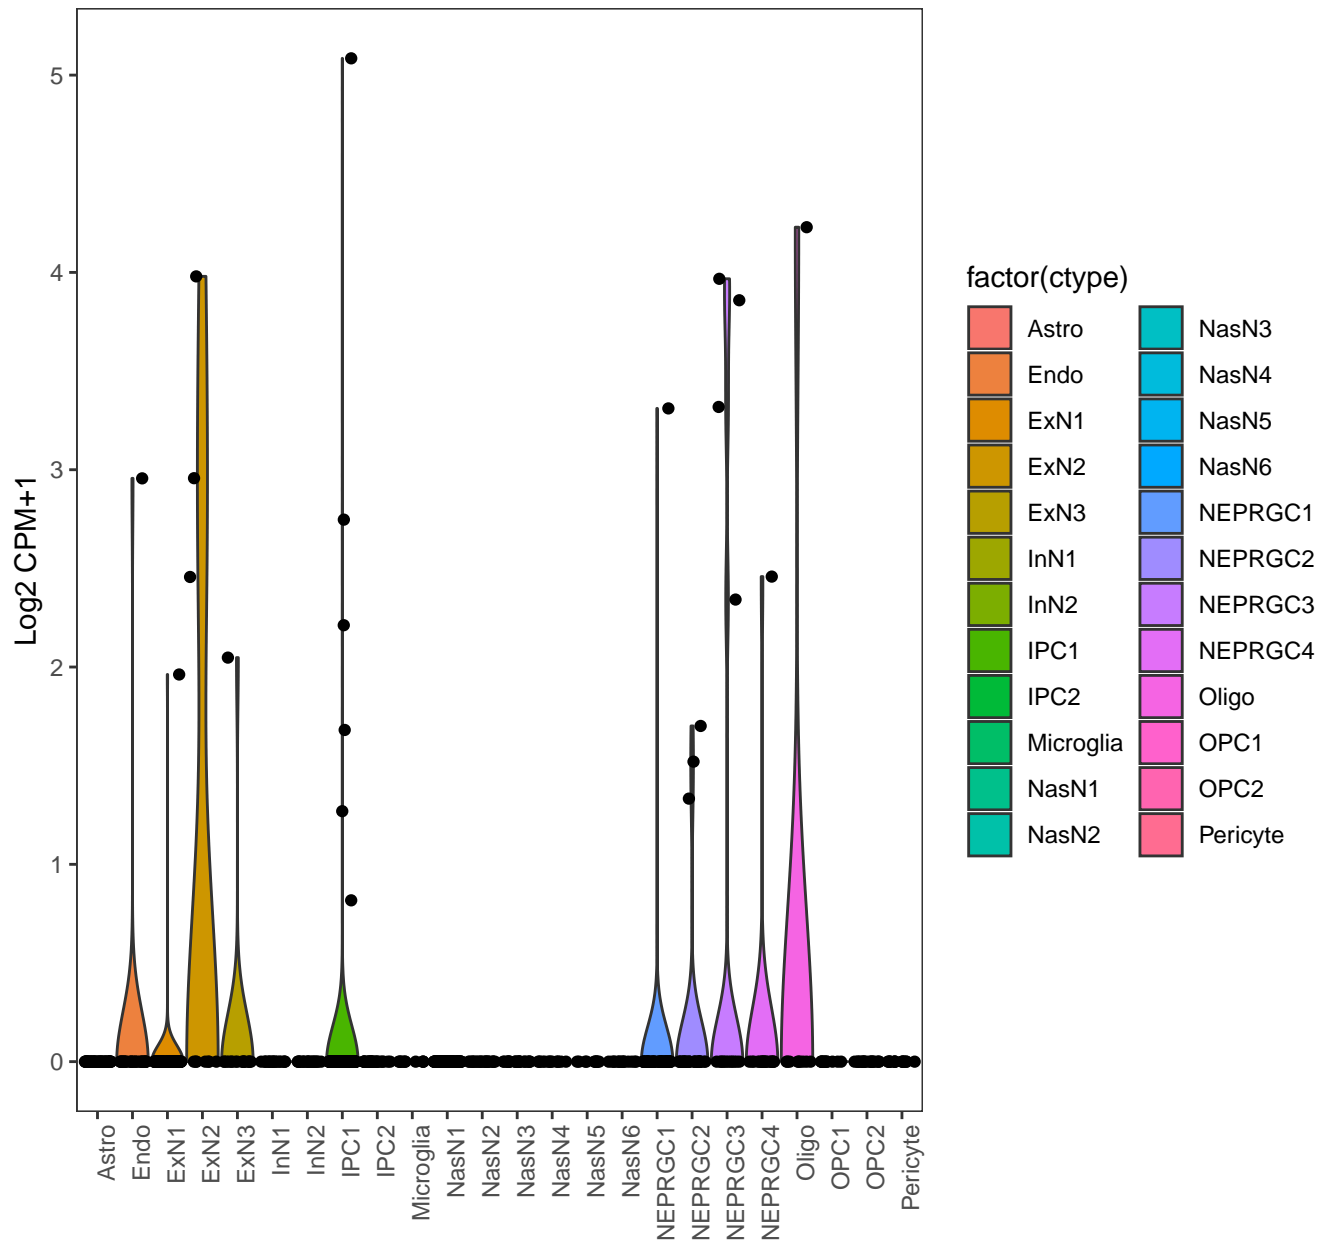 Log2 CPM+1
5
4
3
2
1
0
Astro
Endo
ExN1
ExN2
ExN3
InN1
InN2
IPC1
IPC2
Microglia
NasN1
NasN2
NasN3
NasN4
NasN5
NasN6
NEPRGC1
NEPRGC2
NEPRGC3
NEPRGC4
Oligo
OPC1
OPC2
Pericyte
factor(ctype)
Astro
Endo
ExN1
ExN2
ExN3
InN1
InN2
IPC1
IPC2
Microglia
NasN1
NasN2
NasN3
NasN4
NasN5
NasN6
NEPRGC1
NEPRGC2
NEPRGC3
NEPRGC4
Oligo
OPC1
OPC2
Pericyte